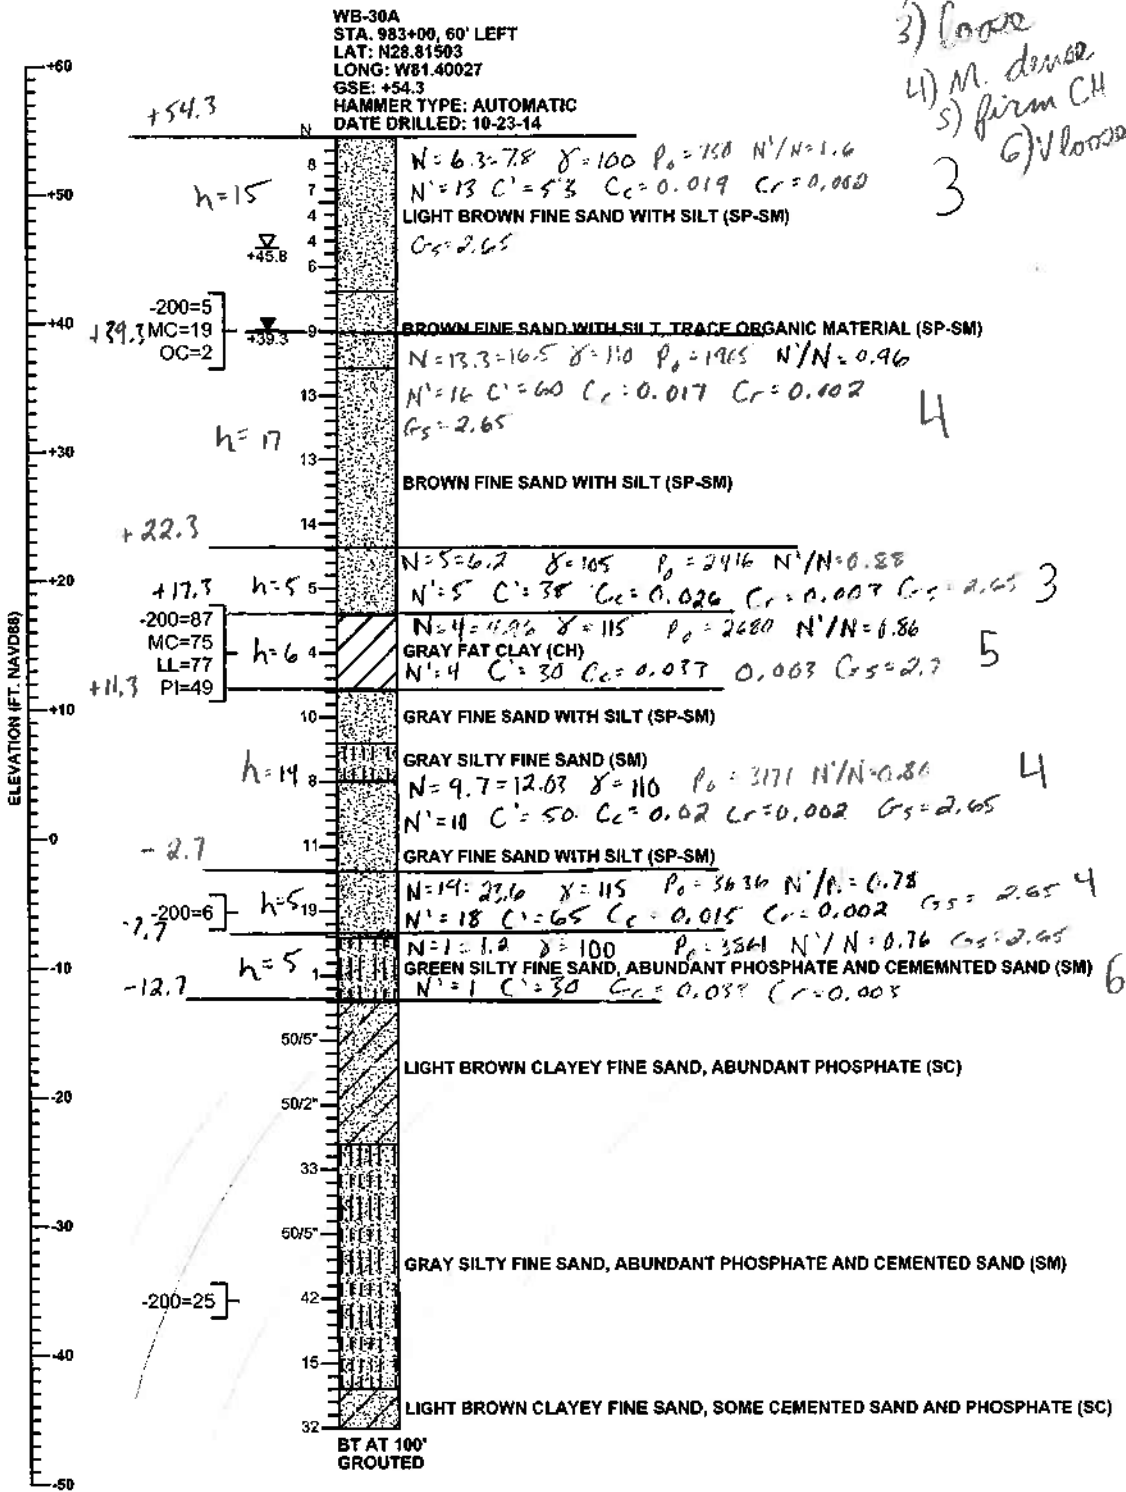 WB-30A
STA. 983+00, 60' LEFT
LAT: N28.81503
LONG: W81.40027
GSE: +54.3
HAMMER TYPE: AUTOMATIC
DATE DRILLED: 10-23-14
3) loose
4) M. dense
5) firm CH
6) V loose
ELEVATION (FT. NAVD88)
+60
+54.3
N
8
N=6.3=7.8 γ=100 P₀=750 N'/N=1.6
+50
h=15
7
N'=13 C'=53 Cc=0.019 Cr=0.002
3
4
LIGHT BROWN FINE SAND WITH SILT (SP-SM)
+45.8
4
Gs=2.65
6
-200=5
MC=19
OC=2
+40
+39.3
+39.3
9
BROWN FINE SAND WITH SILT, TRACE ORGANIC MATERIAL (SP-SM)
N=13.3=16.5 γ=110 P₀=1965 N'/N=0.96
13
N'=16 C'=60 Cc=0.017 Cr=0.002
4
Gs=2.65
h=17
+30
13
BROWN FINE SAND WITH SILT (SP-SM)
14
+22.3
N=5=6.2 γ=105 P₀=2416 N'/N=0.88
+20
+17.3
h=5
5
N'=5 C'=38 Cc=0.026 Cr=0.003 Gs=2.65
3
-200=87
MC=75
LL=77
PI=49
N=4=4.96 γ=115 P₀=2680 N'/N=0.86
h=6
4
GRAY FAT CLAY (CH)
N'=4 C'=30 Cc=0.033 0.003 Gs=2.7
5
+11.3
+10
10
GRAY FINE SAND WITH SILT (SP-SM)
GRAY SILTY FINE SAND (SM)
h=14
8
N=9.7=12.03 γ=110 P₀=3171 N'/N=0.80
4
N'=10 C'=50 Cc=0.02 Cr=0.002 Gs=2.65
0
-2.7
11
GRAY FINE SAND WITH SILT (SP-SM)
N=19=23.6 γ=115 P₀=3636 N'/N=0.78
-200=6
h=5
19
N'=18 C'=65 Cc=0.015 Cr=0.002 Gs=2.65
4
-7.7
N=1=1.2 γ=100 P₀=3861 N'/N=0.76 Gs=2.65
-10
h=5
1
GREEN SILTY FINE SAND, ABUNDANT PHOSPHATE AND CEMEMNTED SAND (SM)
6
-12.7
N'=1 C'=30 Cc=0.033 Cr=0.003
50/5"
LIGHT BROWN CLAYEY FINE SAND, ABUNDANT PHOSPHATE (SC)
-20
50/2"
33
-30
50/5"
GRAY SILTY FINE SAND, ABUNDANT PHOSPHATE AND CEMENTED SAND (SM)
-200=25
42
-40
15
LIGHT BROWN CLAYEY FINE SAND, SOME CEMENTED SAND AND PHOSPHATE (SC)
32
BT AT 100'
GROUTED
-50